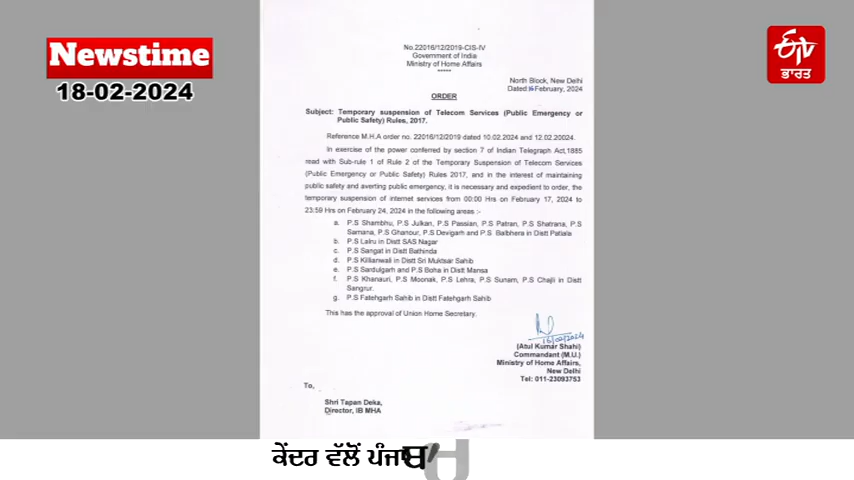 Newstime
18-02-2024
ETV
ਭਾਰਤ
No.22016/12/2019-CIS-IV
Government of India
Ministry of Home Affairs
*****
North Block, New Delhi
Dated 16 February, 2024
ORDER
Subject: Temporary suspension of Telecom Services (Public Emergency or
Public Safety) Rules, 2017.
Reference M.H.A order no. 22016/12/2019 dated 10.02.2024 and 12.02.20024.
In exercise of the power conferred by section 7 of Indian Telegraph Act,1885
read with Sub-rule 1 of Rule 2 of the Temporary Suspension of Telecom Services
(Public Emergency or Public Safety) Rules 2017, and in the interest of maintaining
public safety and averting public emergency, it is necessary and expedient to order, the
temporary suspension of internet services from 00:00 Hrs on February 17, 2024 to
23:59 Hrs on February 24, 2024 in the following areas :-
a. P.S Shambhu, P.S Julkan, P.S Passian, P.S Patran, P.S Shatrana, P.S
Samana, P.S Ghanour, P.S Devigarh and P.S Balbhera in Distt Patiala
b. P.S Lalru in Distt SAS Nagar
c. P.S Sangat in Distt Bathinda
d. P.S Killianwali in Distt Sri Muktsar Sahib
e. P.S Sardulgarh and P.S Boha in Distt Mansa
f. P.S Khanauri, P.S Moonak, P.S Lehra, P.S Sunam, P.S Chajli in Distt
Sangrur.
g. P.S Fatehgarh Sahib in Distt Fatehgarh Sahib
This has the approval of Union Home Secretary.
16/02/2024
(Atul Kumar Shahi)
Commandant (M.U.)
Ministry of Home Affairs,
New Delhi
Tel: 011-23093753
To,
Shri Tapan Deka,
Director, IB MHA
ਕੇਂਦਰ ਵੱਲੋਂ ਪੰਜਾਬ